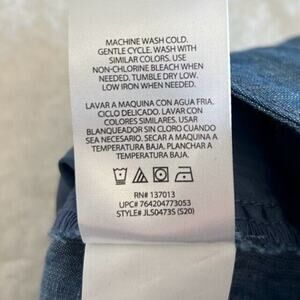 MACHINE WASH COLD.
GENTLE CYCLE. WASH WITH
SIMILAR COLORS. USE
NON-CHLORINE BLEACH WHEN
NEEDED. TUMBLE DRY LOW.
LOW IRON WHEN NEEDED.
LAVAR A MAQUINA CON AGUA FRIA.
CICLO DELICADO. LAVAR CON
COLORES SIMILARES. USAR
BLANQUEADOR SIN CLORO CUANDO
SEA NECESARIO. SECAR A MAQUINA A
TEMPERATURA BAJA. PLANCHAR A
TEMPERATURA BAJA.
RN# 137013
UPC# 764204773053
STYLE# JLS0473S (S20)